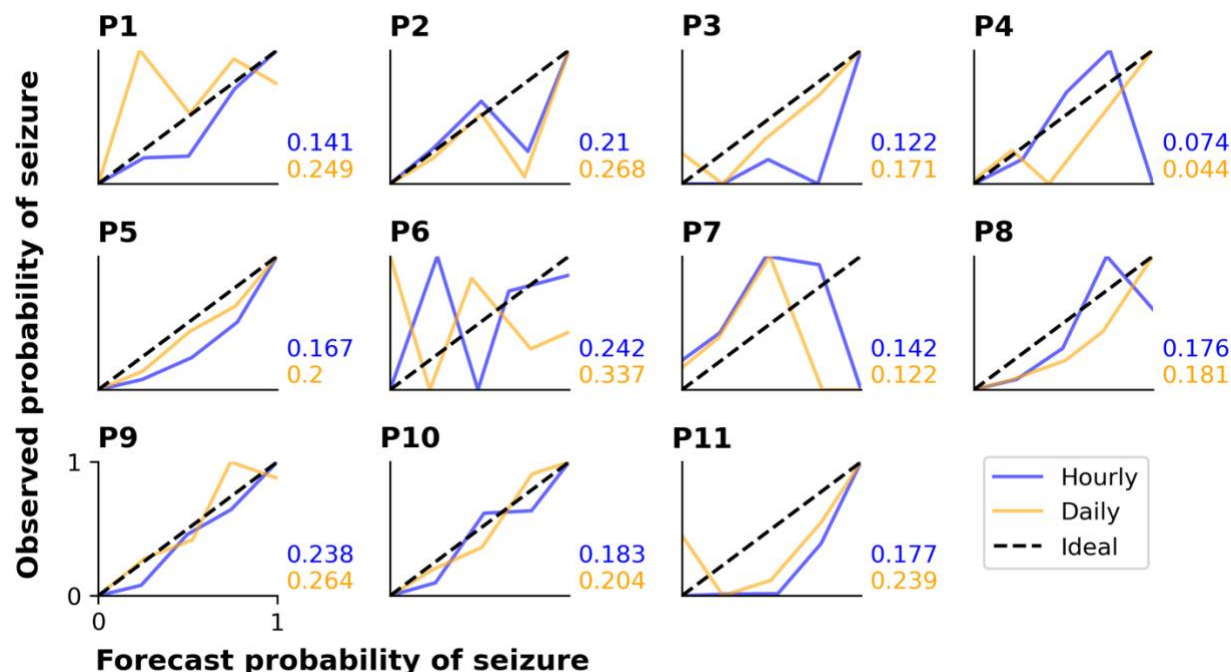 Observed probability of seizure
P1
0.141
0.249
P2
0.21
0.268
P3
0.122
0.171
P4
0.074
0.044
P5
0.167
0.2
P6
0.242
0.337
P7
0.142
0.122
P8
0.176
0.181
P9
1
0
0
1
0.238
0.264
P10
0.183
0.204
P11
0.177
0.239
Hourly
Daily
Ideal
Forecast probability of seizure